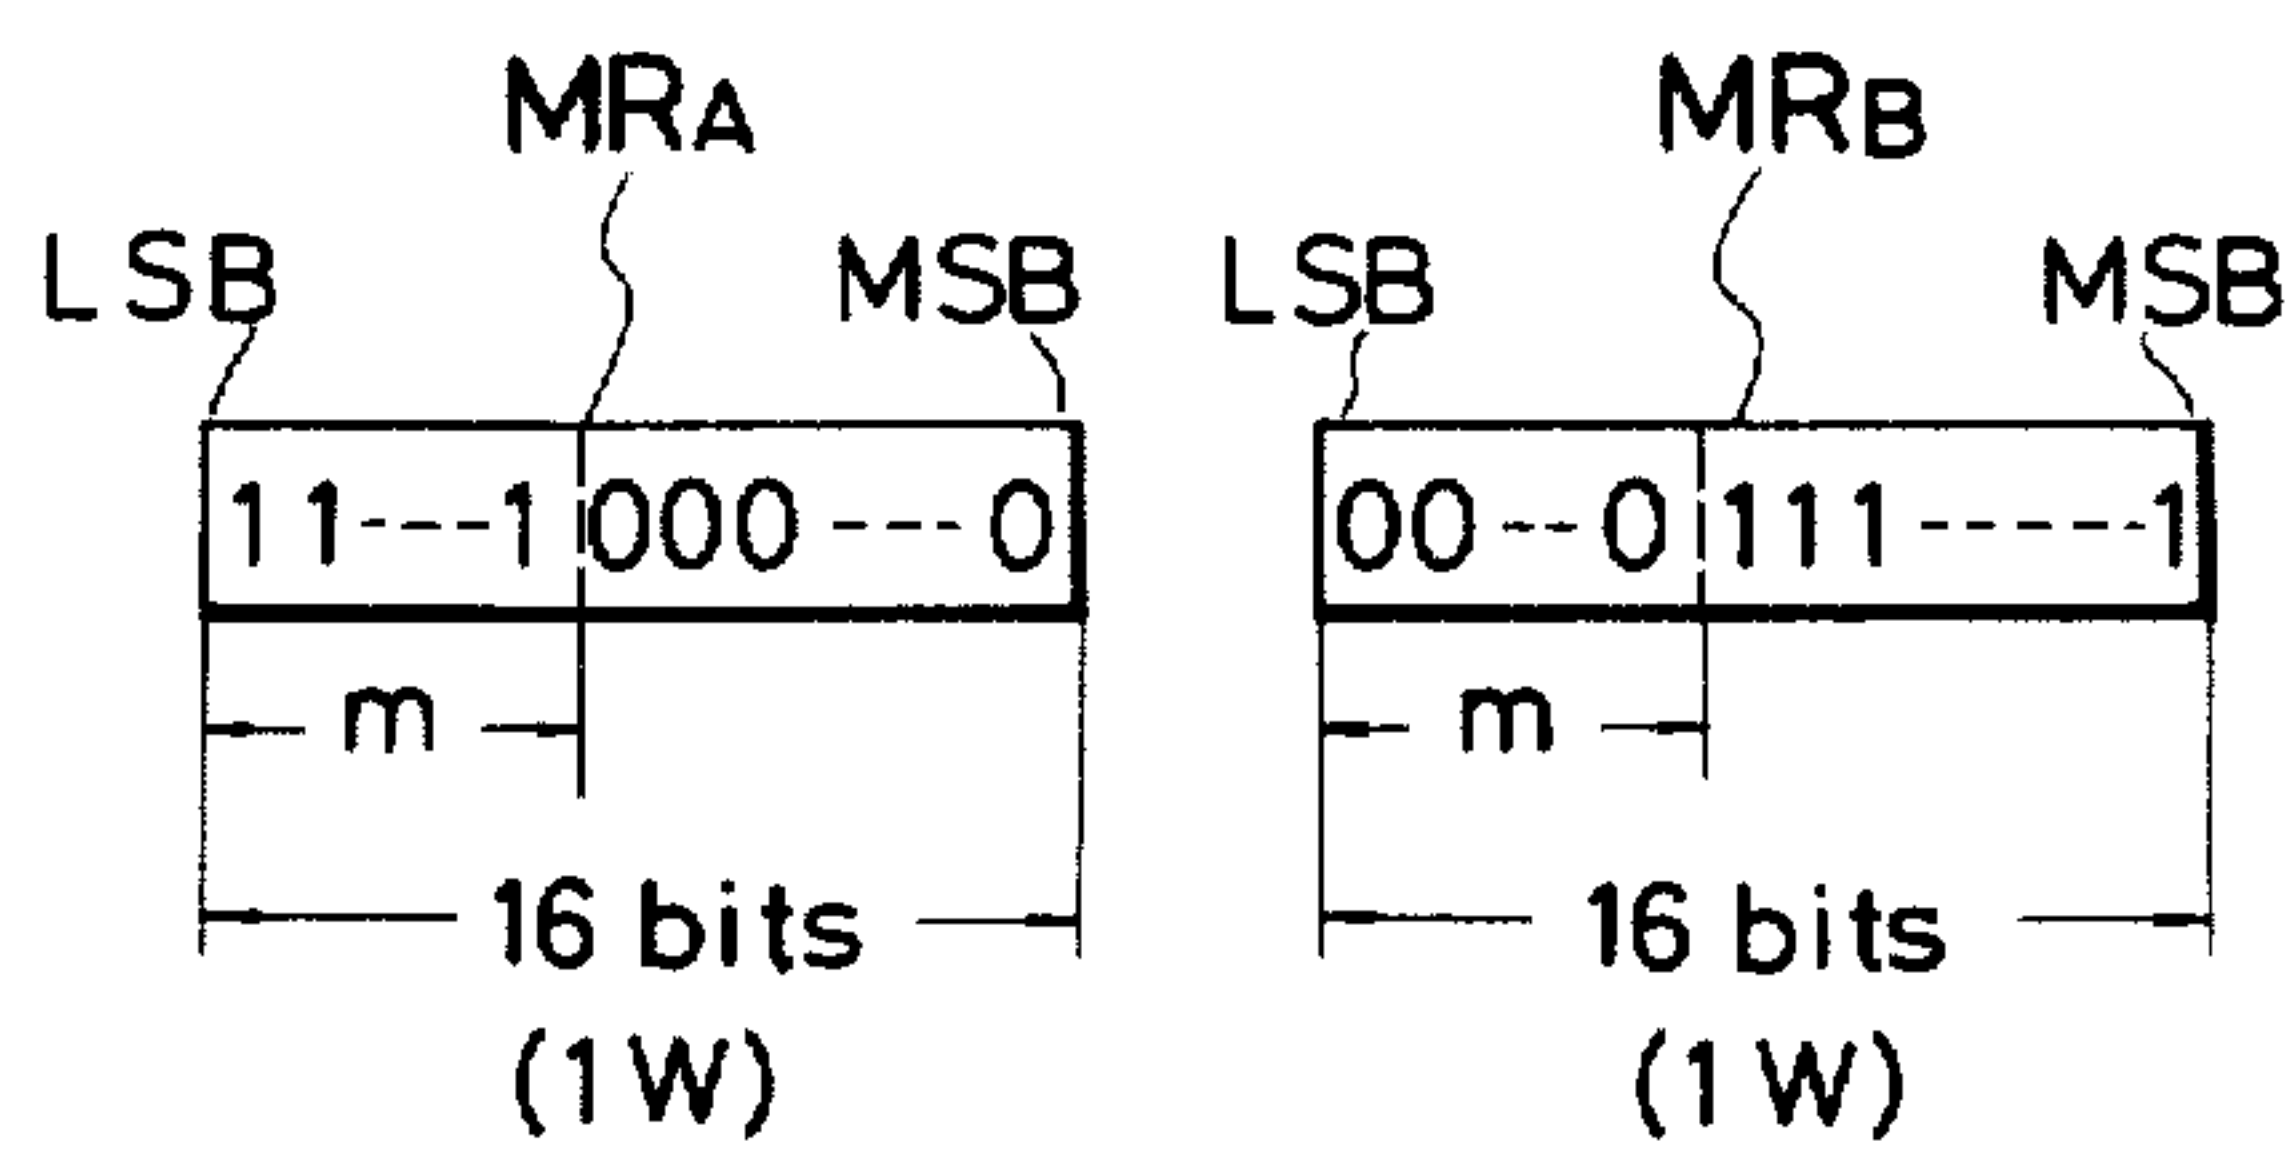 MRA MRB
LSB MSB LSB MSB
11----1 000---0 00--0 111-----1
m m
16 bits 16 bits
(1W) (1W)